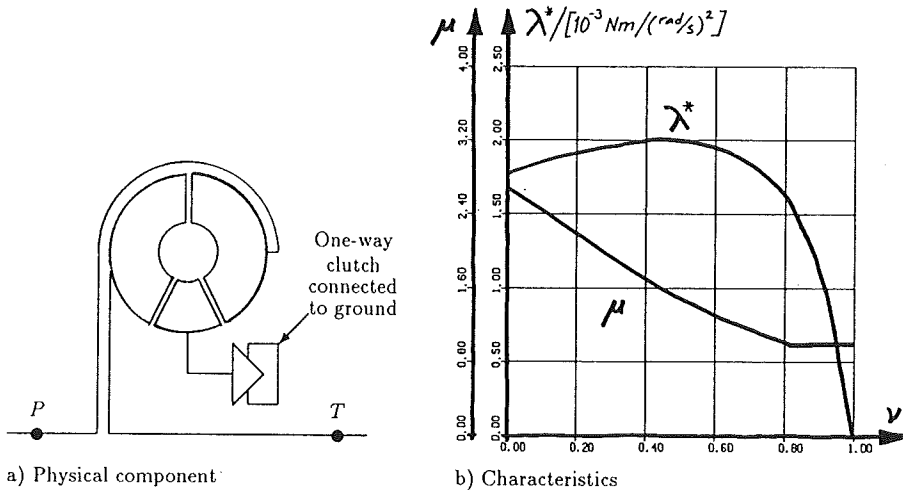 μ
λ*/[10⁻³ Nm/(rad/s)²]
4.00
3.20
2.40
1.60
0.80
0.00
2.50
2.00
1.50
1.00
0.50
0.00
λ*
μ
ν
0.00 0.20 0.40 0.60 0.80 1.00
One-way
clutch
connected
to ground
P
T
a) Physical component
b) Characteristics